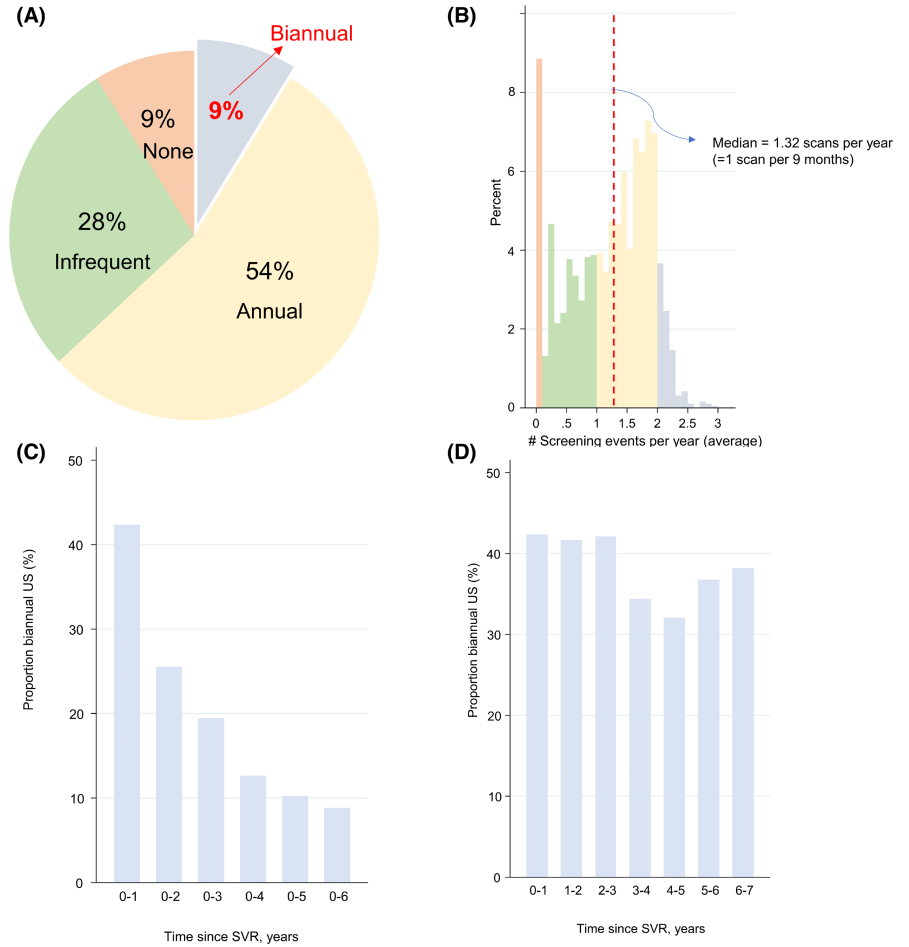 (A)
Biannual
9%
9%
None
28%
Infrequent
54%
Annual
(B)
Percent
8
6
4
2
0
0 .5 1 1.5 2 2.5 3
# Screening events per year (average)
Median = 1.32 scans per year
(=1 scan per 9 months)
(C)
Proportion biannual US (%)
50
40
30
20
10
0
0-1 0-2 0-3 0-4 0-5 0-6
Time since SVR, years
(D)
Proportion biannual US (%)
50
40
30
20
10
0
0-1 1-2 2-3 3-4 4-5 5-6 6-7
Time since SVR, years